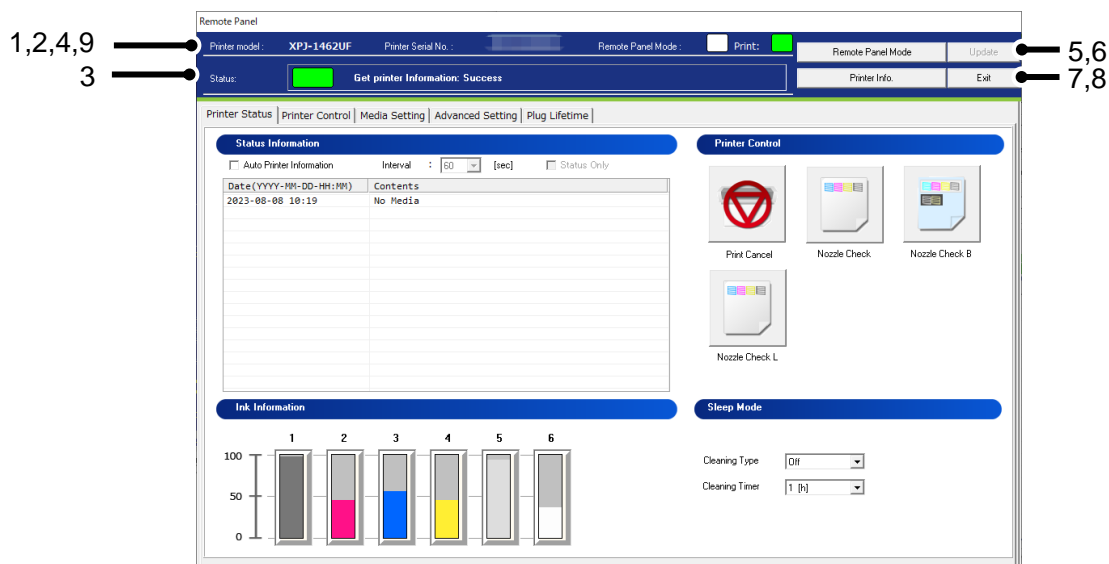 Remote Panel
1,2,4,9
Printer model : XPJ-1462UF Printer Serial No. : Remote Panel Mode : Print: Remote Panel Mode Update
5,6
3
Status: Get printer Information: Success Printer Info. Exit
7,8
Printer Status Printer Control Media Setting Advanced Setting Plug Lifetime
Status Information
Auto Printer Information Interval : 60 [sec] Status Only
Date(YYYY-MM-DD-HH:MM) Contents
2023-08-08 10:19 No Media
Printer Control
Print Cancel Nozzle Check Nozzle Check B
Nozzle Check L
Ink Information
1 2 3 4 5 6
100
50
0
Sleep Mode
Cleaning Type Off
Cleaning Timer 1 [h]